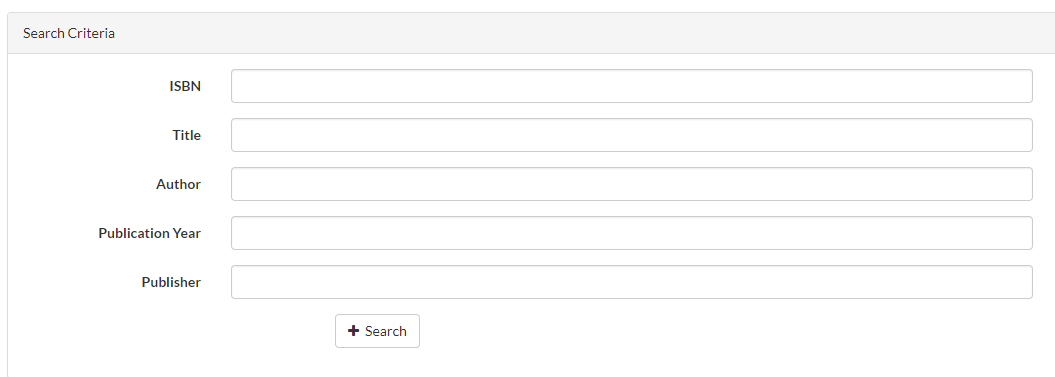 Search Criteria
ISBN
Title
Author
Publication Year
Publisher
Search